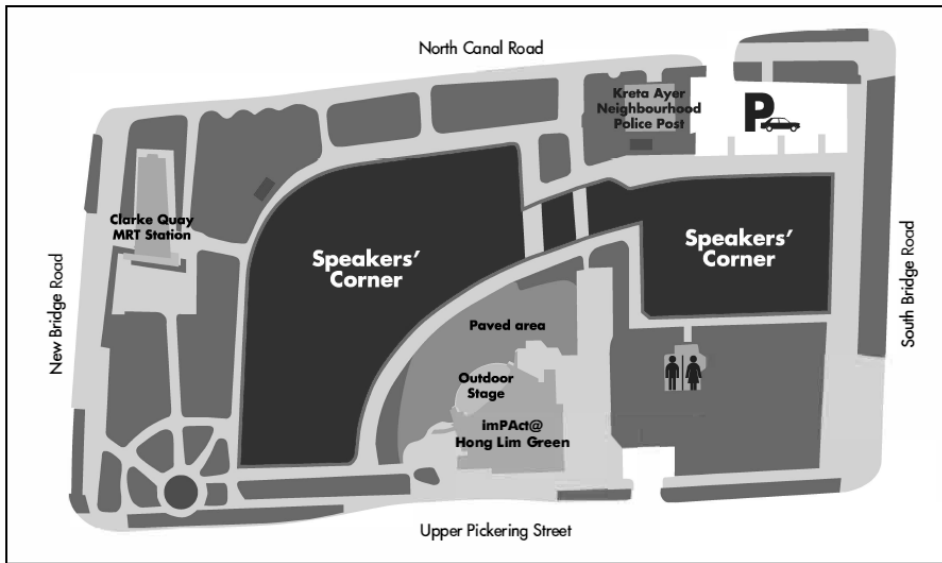 North Canal Road
Kreta Ayer
Neighbourhood
Police Post
P
Clarke Quay
MRT Station
Speakers'
Corner
Speakers'
Corner
New Bridge Road
South Bridge Road
Paved area
Outdoor
Stage
imPAct@
Hong Lim Green
Upper Pickering Street